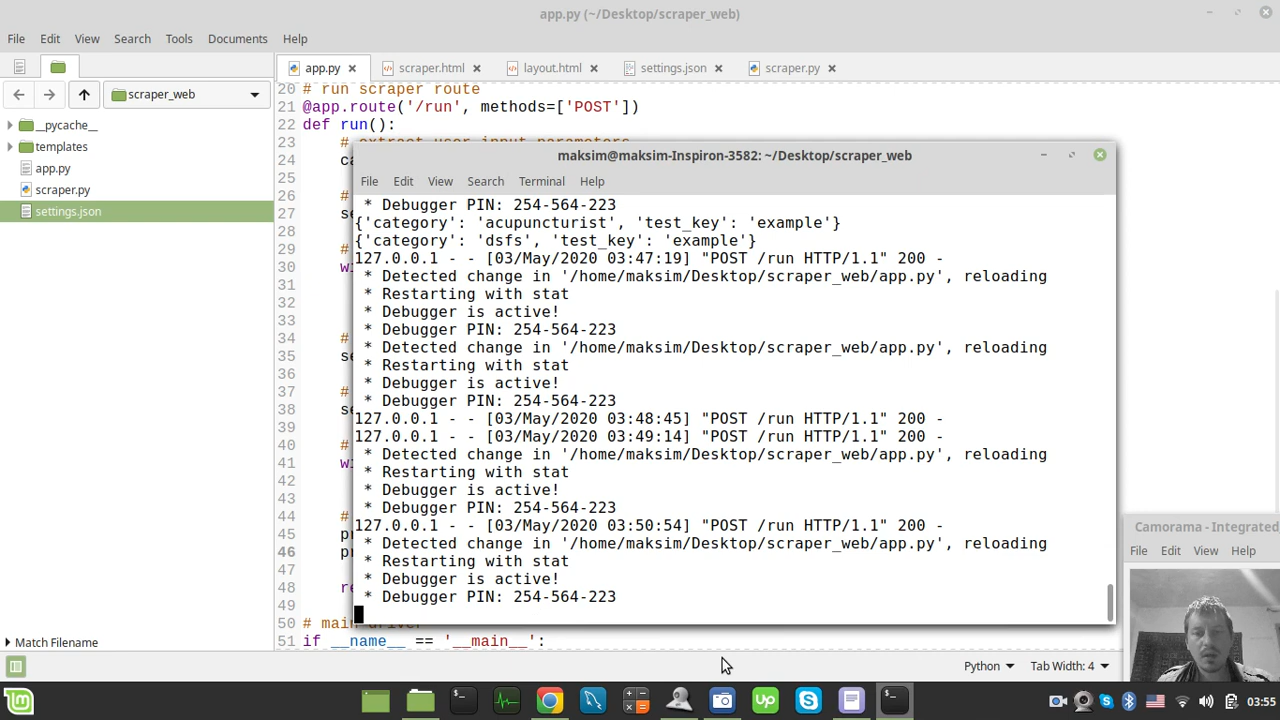 app.py (~/Desktop/scraper_web)
File Edit View Search Tools Documents Help
app.py scraper.html layout.html settings.json scraper.py
scraper_web
__pycache__
templates
app.py
scraper.py
settings.json
Match Filename
20 # run scraper route
21 @app.route('/run', methods=['POST'])
22 def run():
23
24 ca
25
26 #
27 se
28
29 #
30 wi
31
32
33
34 #
35 se
36
37 #
38 se
39
40 #
41 wi
42
43
44 #
45 pr
46 pr
47
48 re
49
50 # main driver
51 if __name__ == '__main__':
maksim@maksim-Inspiron-3582: ~/Desktop/scraper_web
File Edit View Search Terminal Help
* Debugger PIN: 254-564-223
{'category': 'acupuncturist', 'test_key': 'example'}
{'category': 'dsfs', 'test_key': 'example'}
127.0.0.1 - - [03/May/2020 03:47:19] "POST /run HTTP/1.1" 200 -
* Detected change in '/home/maksim/Desktop/scraper_web/app.py', reloading
* Restarting with stat
* Debugger is active!
* Debugger PIN: 254-564-223
* Detected change in '/home/maksim/Desktop/scraper_web/app.py', reloading
* Restarting with stat
* Debugger is active!
* Debugger PIN: 254-564-223
127.0.0.1 - - [03/May/2020 03:48:45] "POST /run HTTP/1.1" 200 -
127.0.0.1 - - [03/May/2020 03:49:14] "POST /run HTTP/1.1" 200 -
* Detected change in '/home/maksim/Desktop/scraper_web/app.py', reloading
* Restarting with stat
* Debugger is active!
* Debugger PIN: 254-564-223
127.0.0.1 - - [03/May/2020 03:50:54] "POST /run HTTP/1.1" 200 -
* Detected change in '/home/maksim/Desktop/scraper_web/app.py', reloading
* Restarting with stat
* Debugger is active!
* Debugger PIN: 254-564-223
Camorama - Integrated
File Edit View Help
Python Tab Width: 4
03:55